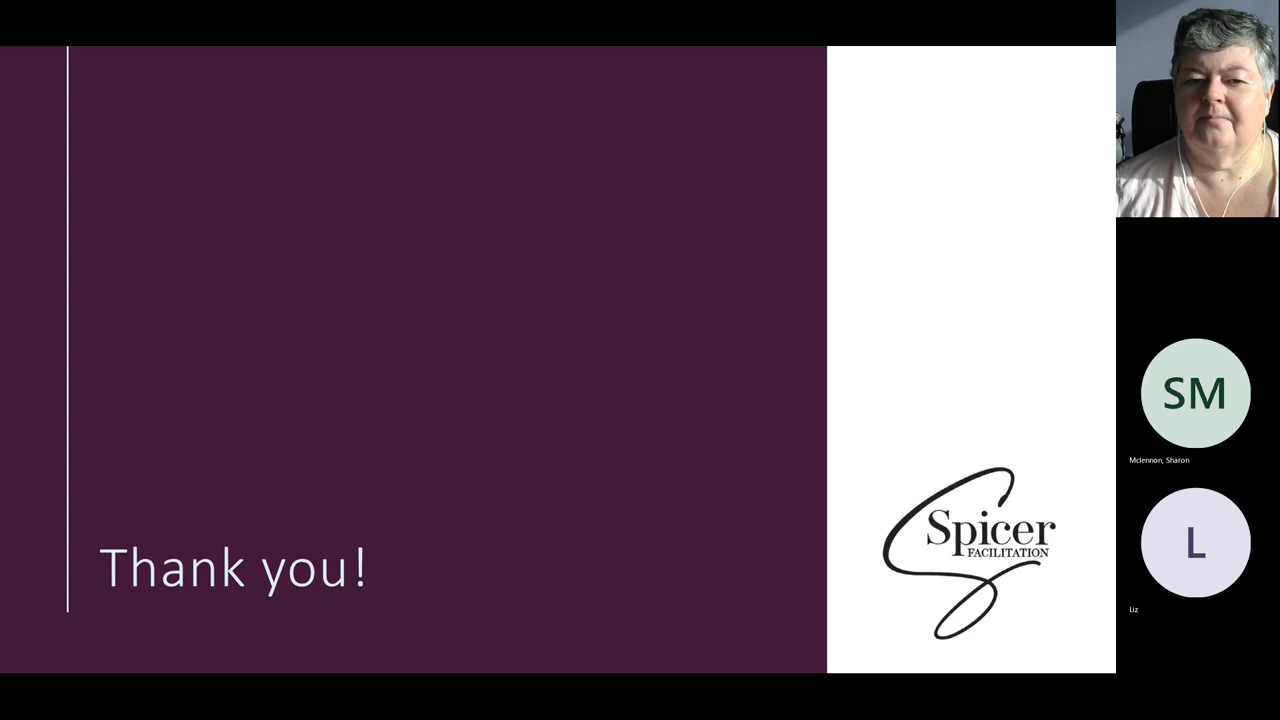 Thank you!
Spicer
FACILITATION
SM
Mclennon, Sharon
L
Liz